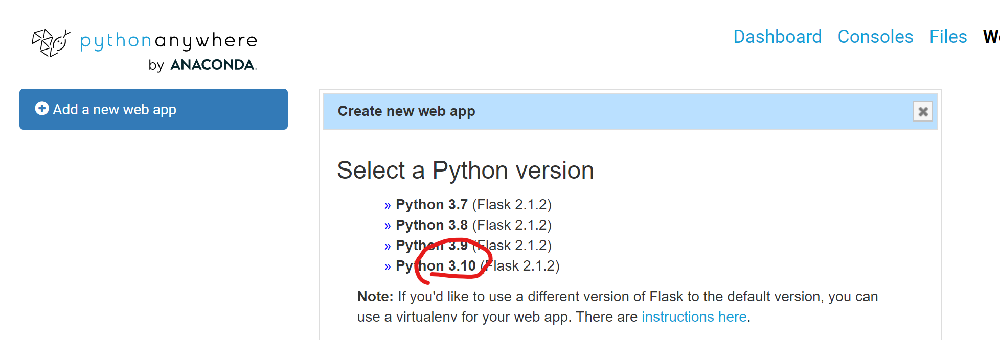 pythonanywhere
by ANACONDA.
Dashboard Consoles Files
Add a new web app
Create new web app
Select a Python version
» Python 3.7 (Flask 2.1.2)
» Python 3.8 (Flask 2.1.2)
» Python 3.9 (Flask 2.1.2)
» Python 3.10 (Flask 2.1.2)
Note: If you'd like to use a different version of Flask to the default version, you can
use a virtualenv for your web app. There are instructions here.